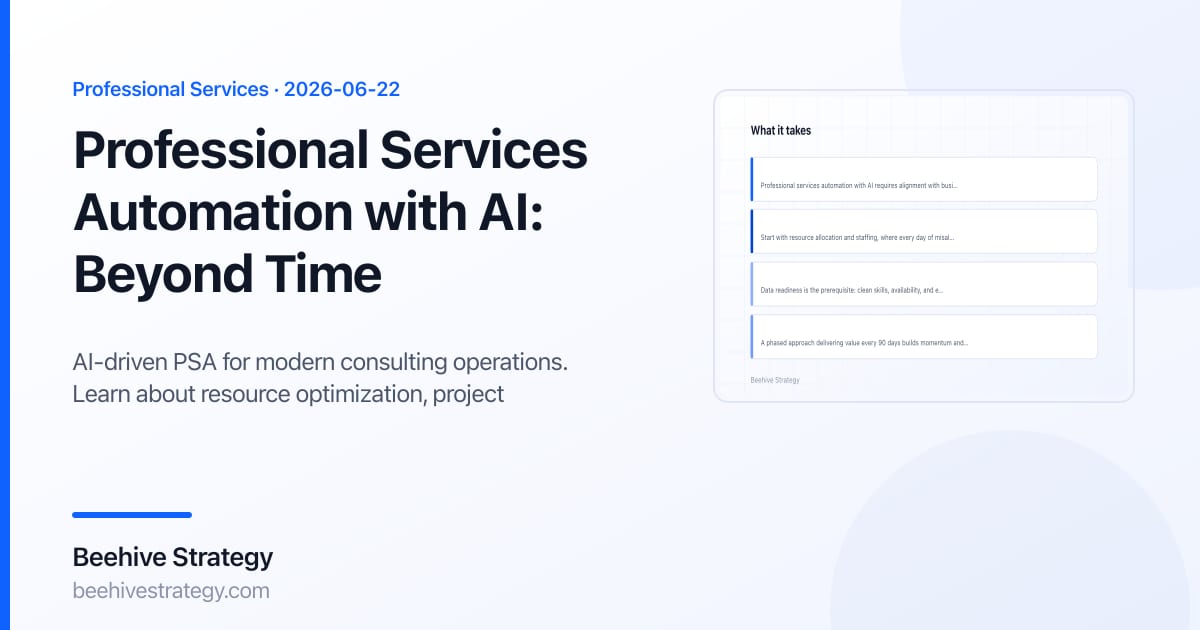 Professional Services · 2026-06-22
Professional Services
Automation with AI:
Beyond Time
AI-driven PSA for modern consulting operations.
Learn about resource optimization, project
Beehive Strategy
beehivestrategy.com
What it takes
Professional services automation with AI requires alignment with busi...
Start with resource allocation and staffing, where every day of misal...
Data readiness is the prerequisite: clean skills, availability, and e...
A phased approach delivering value every 90 days builds momentum and...
Beehive Strategy